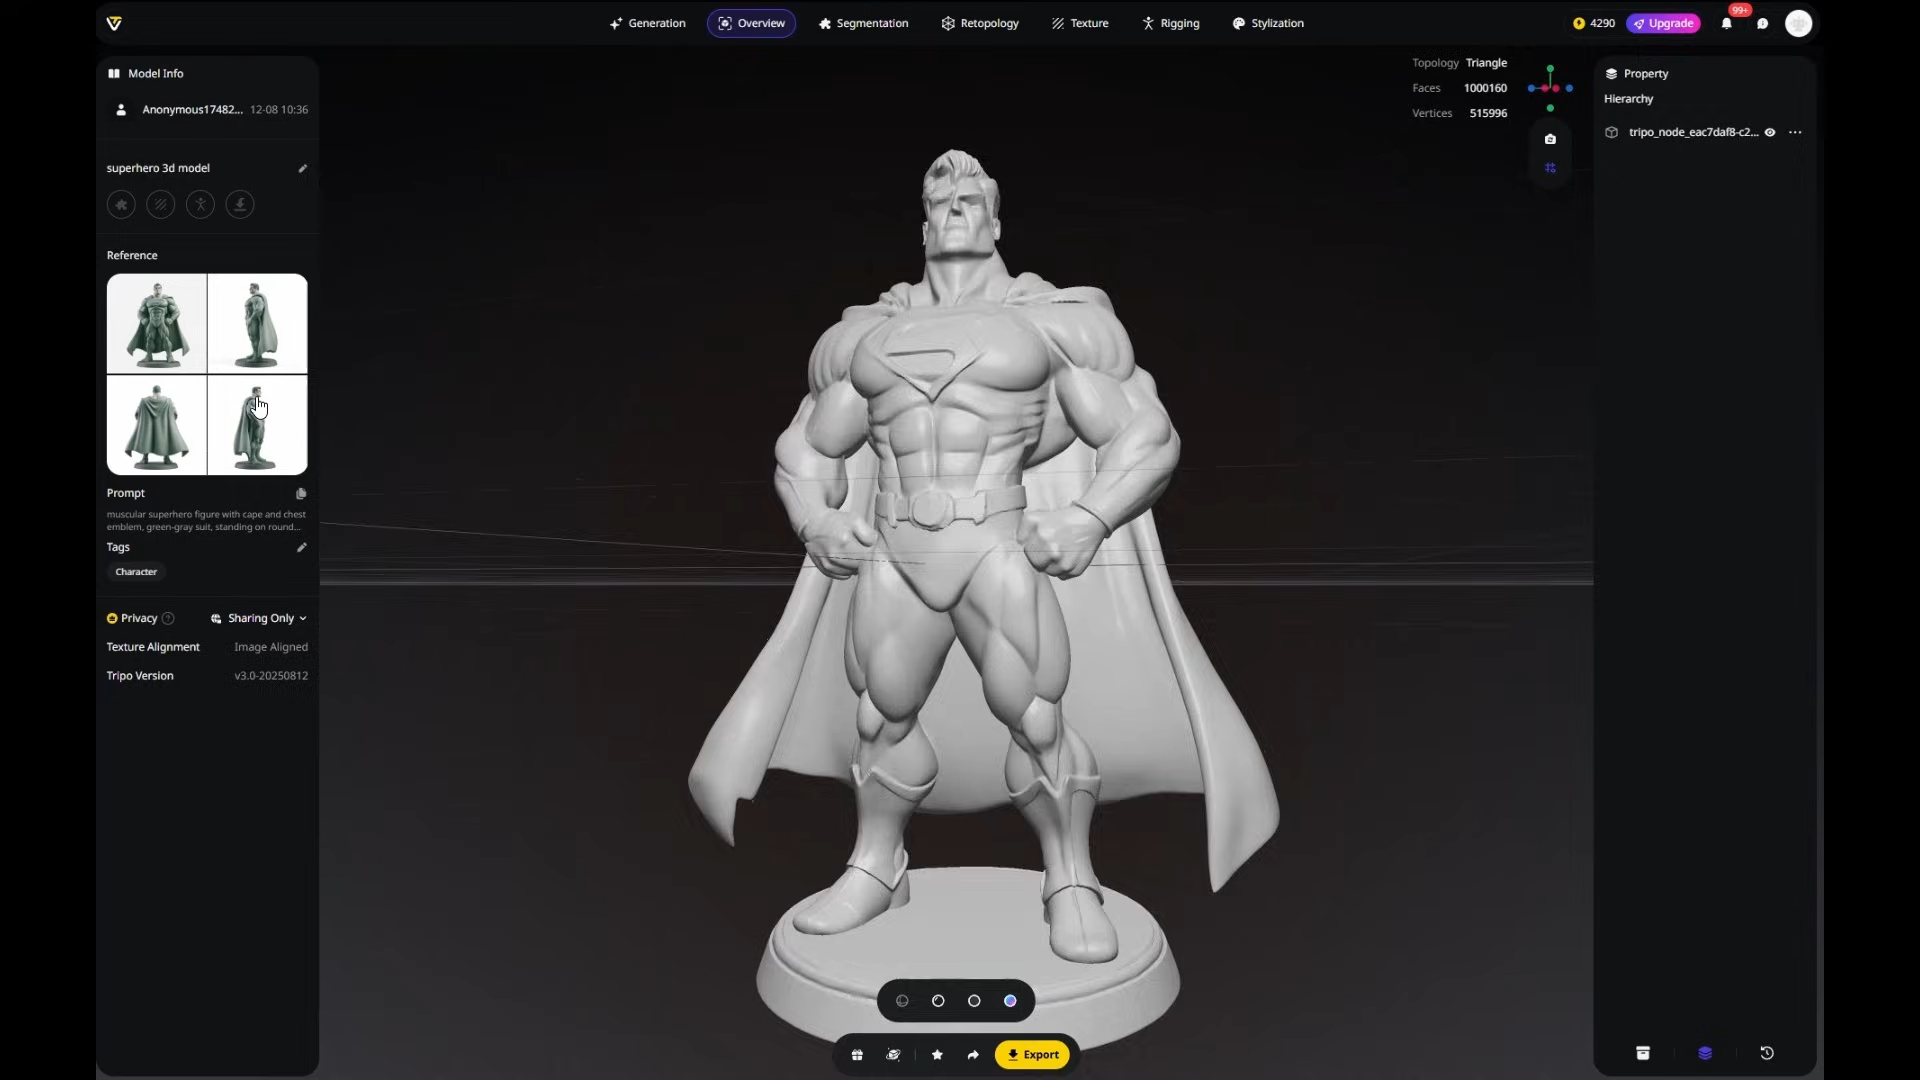 Generation
Overview
Segmentation
Retopology
Texture
Rigging
Stylization
4290
Upgrade
99+
Model Info
Anonymous17482... 12-08 10:36
superhero 3d model
Reference
Prompt
muscular superhero figure with cape and chest
emblem, green-gray suit, standing on round...
Tags
Character
Privacy ? Sharing Only
Texture Alignment Image Aligned
Tripo Version v3.0-20250812
Topology Triangle
Faces 1000160
Vertices 515996
Property
Hierarchy
tripo_node_eac7daf8-c2... ...
Export